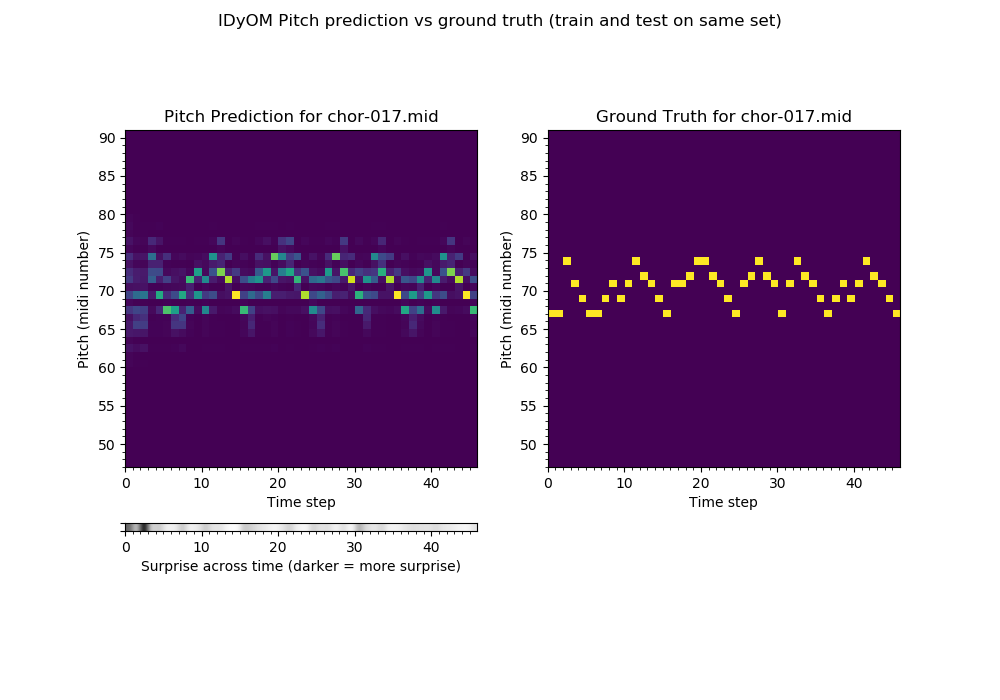 IDyOM Pitch prediction vs ground truth (train and test on same set)
Pitch Prediction for chor-017.mid
90
85
80
75
70
65
60
55
50
Pitch (midi number)
0 10 20 30 40
Time step
0 10 20 30 40
Surprise across time (darker = more surprise)
Ground Truth for chor-017.mid
90
85
80
75
70
65
60
55
50
Pitch (midi number)
0 10 20 30 40
Time step